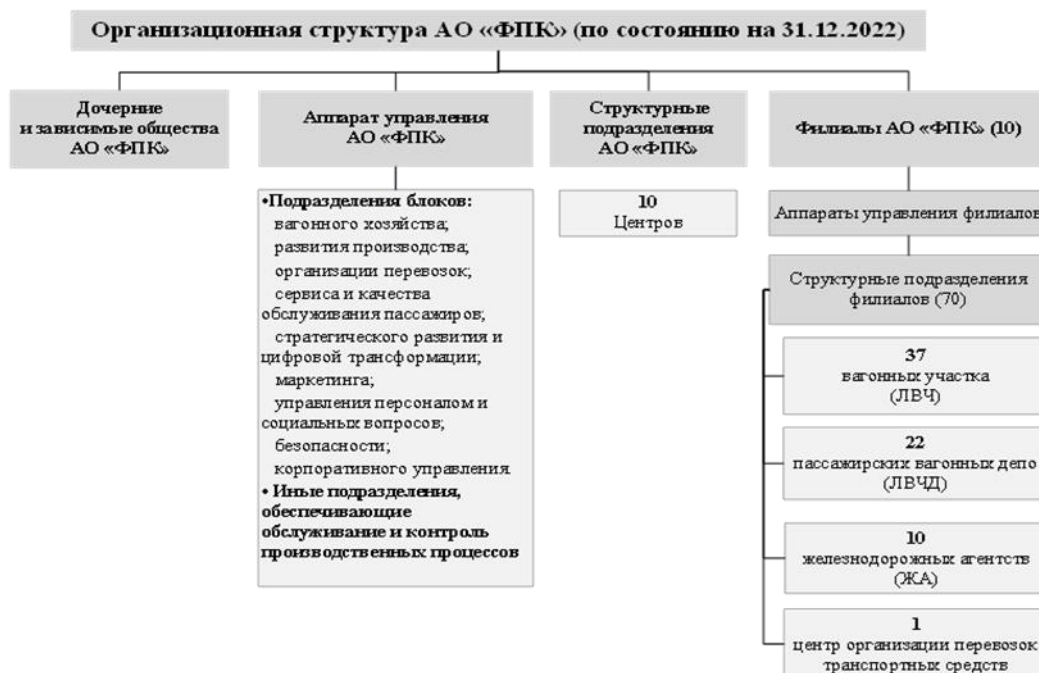 Организационная структура АО «ФПК» (по состоянию на 31.12.2022)
Дочерние
и зависимые общества
АО «ФПК»
Аппарат управления
АО «ФПК»
Структурные
подразделения
АО «ФПК»
Филиалы АО «ФПК» (10)
•Подразделения блоков:
вагонного хозяйства;
развития производства;
организации перевозок;
сервиса и качества
обслуживания пассажиров;
стратегического развития и
цифровой трансформации;
маркетинга;
управления персоналом и
социальных вопросов;
безопасности;
корпоративного управления.
• Иные подразделения,
обеспечивающие
обслуживание и контроль
производственных процессов
10
Центров
Аппараты управления филиалов
Структурные подразделения
филиалов (70)
37
вагонных участка
(ЛВЧ)
22
пассажирских вагонных депо
(ЛВЧД)
10
железнодорожных агентств
(ЖА)
1
центр организации перевозок
транспортных средств